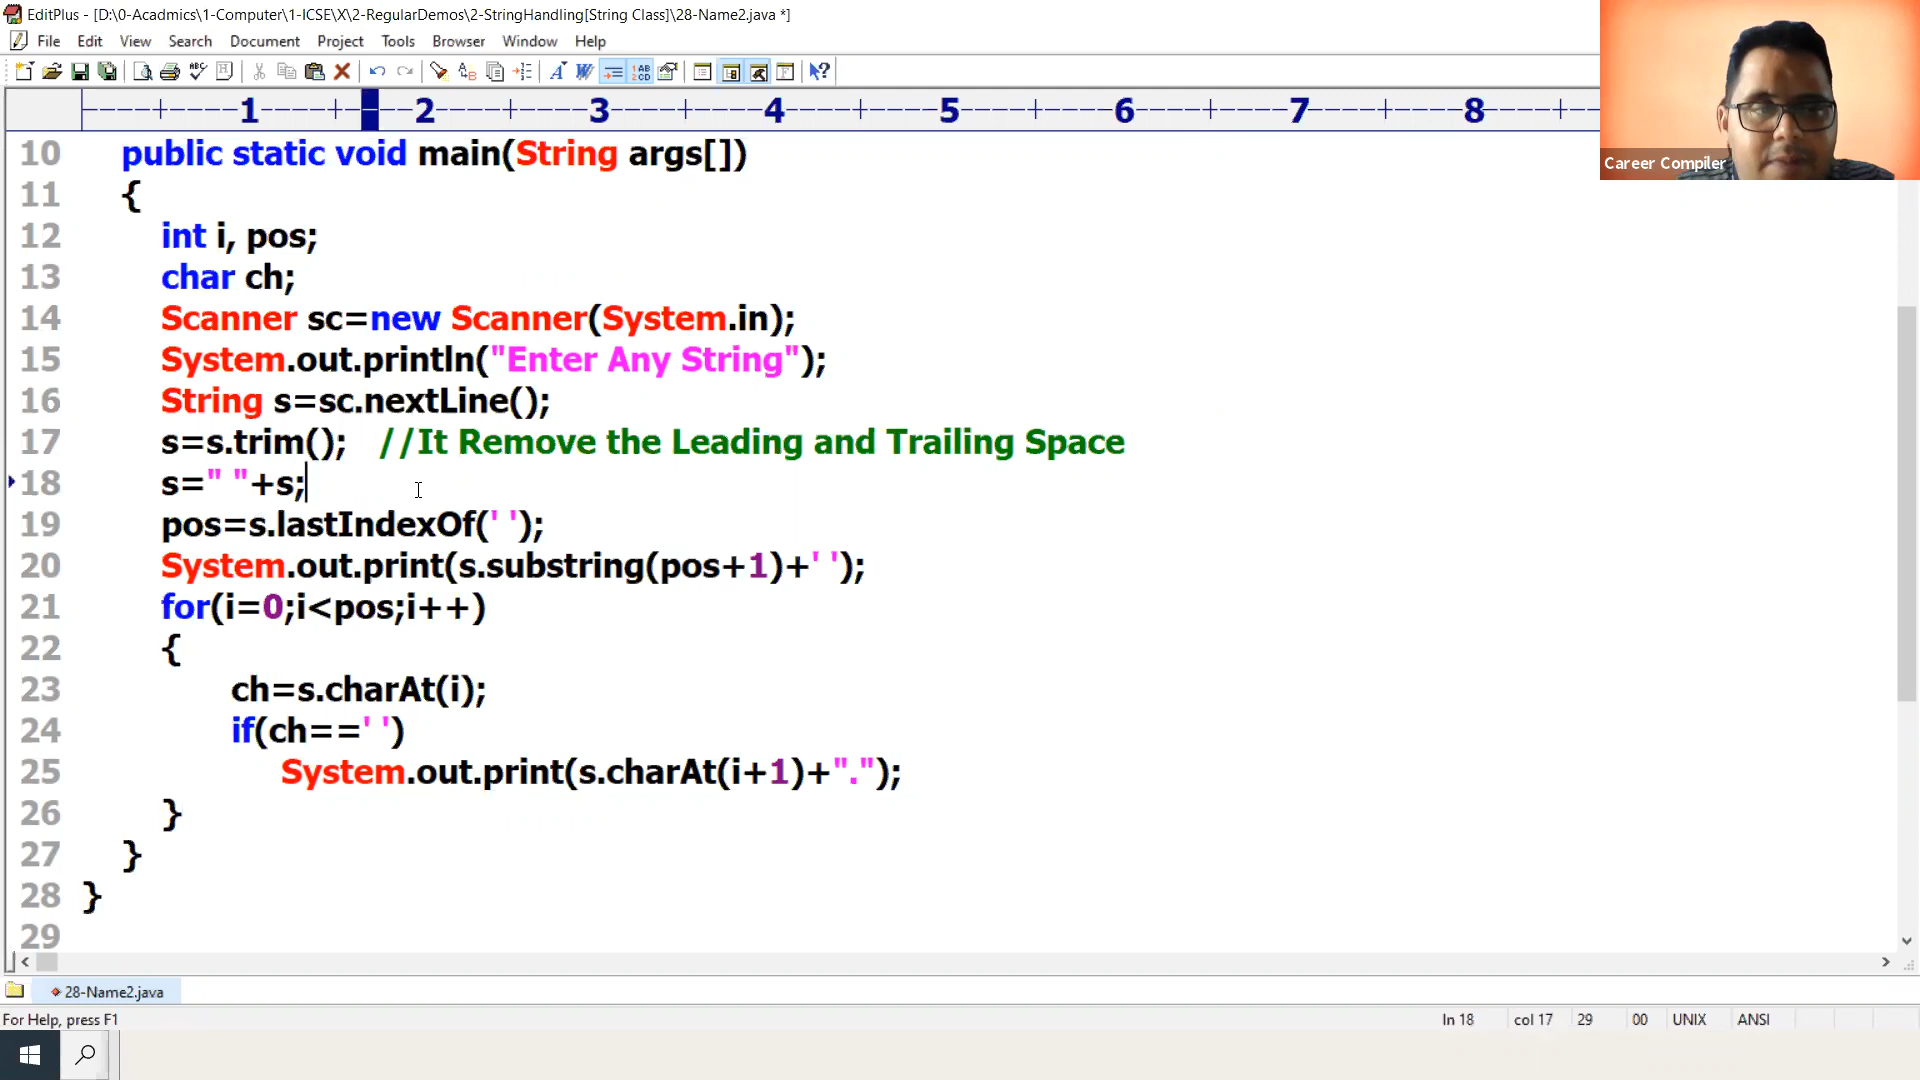 EditPlus - [D:\0-Acadmics\1-Computer\1-ICSE\X\2-RegularDemos\2-StringHandling[String Class]\28-Name2.java *]
File Edit View Search Document Project Tools Browser Window Help
1 2 3 4 5 6 7 8
Career Compiler
10 public static void main(String args[])
11 {
12 int i, pos;
13 char ch;
14 Scanner sc=new Scanner(System.in);
15 System.out.println("Enter Any String");
16 String s=sc.nextLine();
17 s=s.trim(); //It Remove the Leading and Trailing Space
18 s=" "+s;
19 pos=s.lastIndexOf(' ');
20 System.out.print(s.substring(pos+1)+' ');
21 for(i=0;i<pos;i++)
22 {
23 ch=s.charAt(i);
24 if(ch==' ')
25 System.out.print(s.charAt(i+1)+".");
26 }
27 }
28 }
29
28-Name2.java
For Help, press F1 ln 18 col 17 29 00 UNIX ANSI